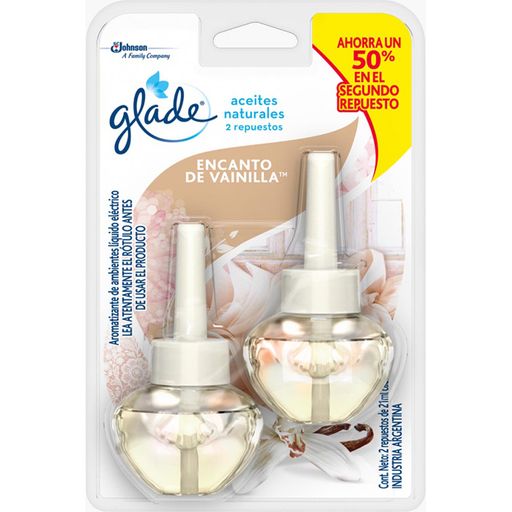 Johnson
A Family Company
glade®
aceites
naturales
2 repuestos
AHORRA UN
50%
EN EL
SEGUNDO
REPUESTO
ENCANTO
DE VAINILLA™
Aromatizante de ambientes líquido eléctrico
LEA ATENTAMENTE EL RÓTULO ANTES
DE USAR EL PRODUCTO
Cont. Neto: 2 repuestos de 21ml
INDUSTRIA ARGENTINA